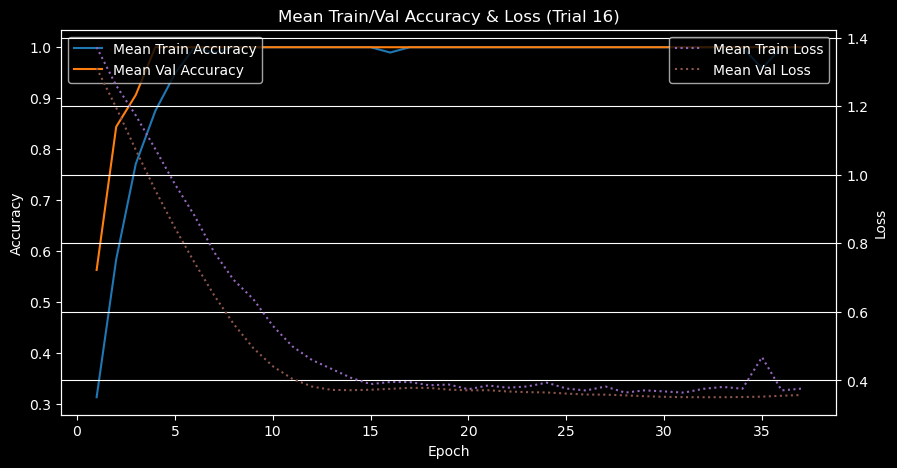 Mean Train/Val Accuracy & Loss (Trial 16)
Mean Train Accuracy
Mean Val Accuracy
Mean Train Loss
Mean Val Loss
Accuracy
1.0
0.9
0.8
0.7
0.6
0.5
0.4
0.3
1.4
1.2
1.0
0.8
0.6
0.4
Loss
0 5 10 15 20 25 30 35
Epoch